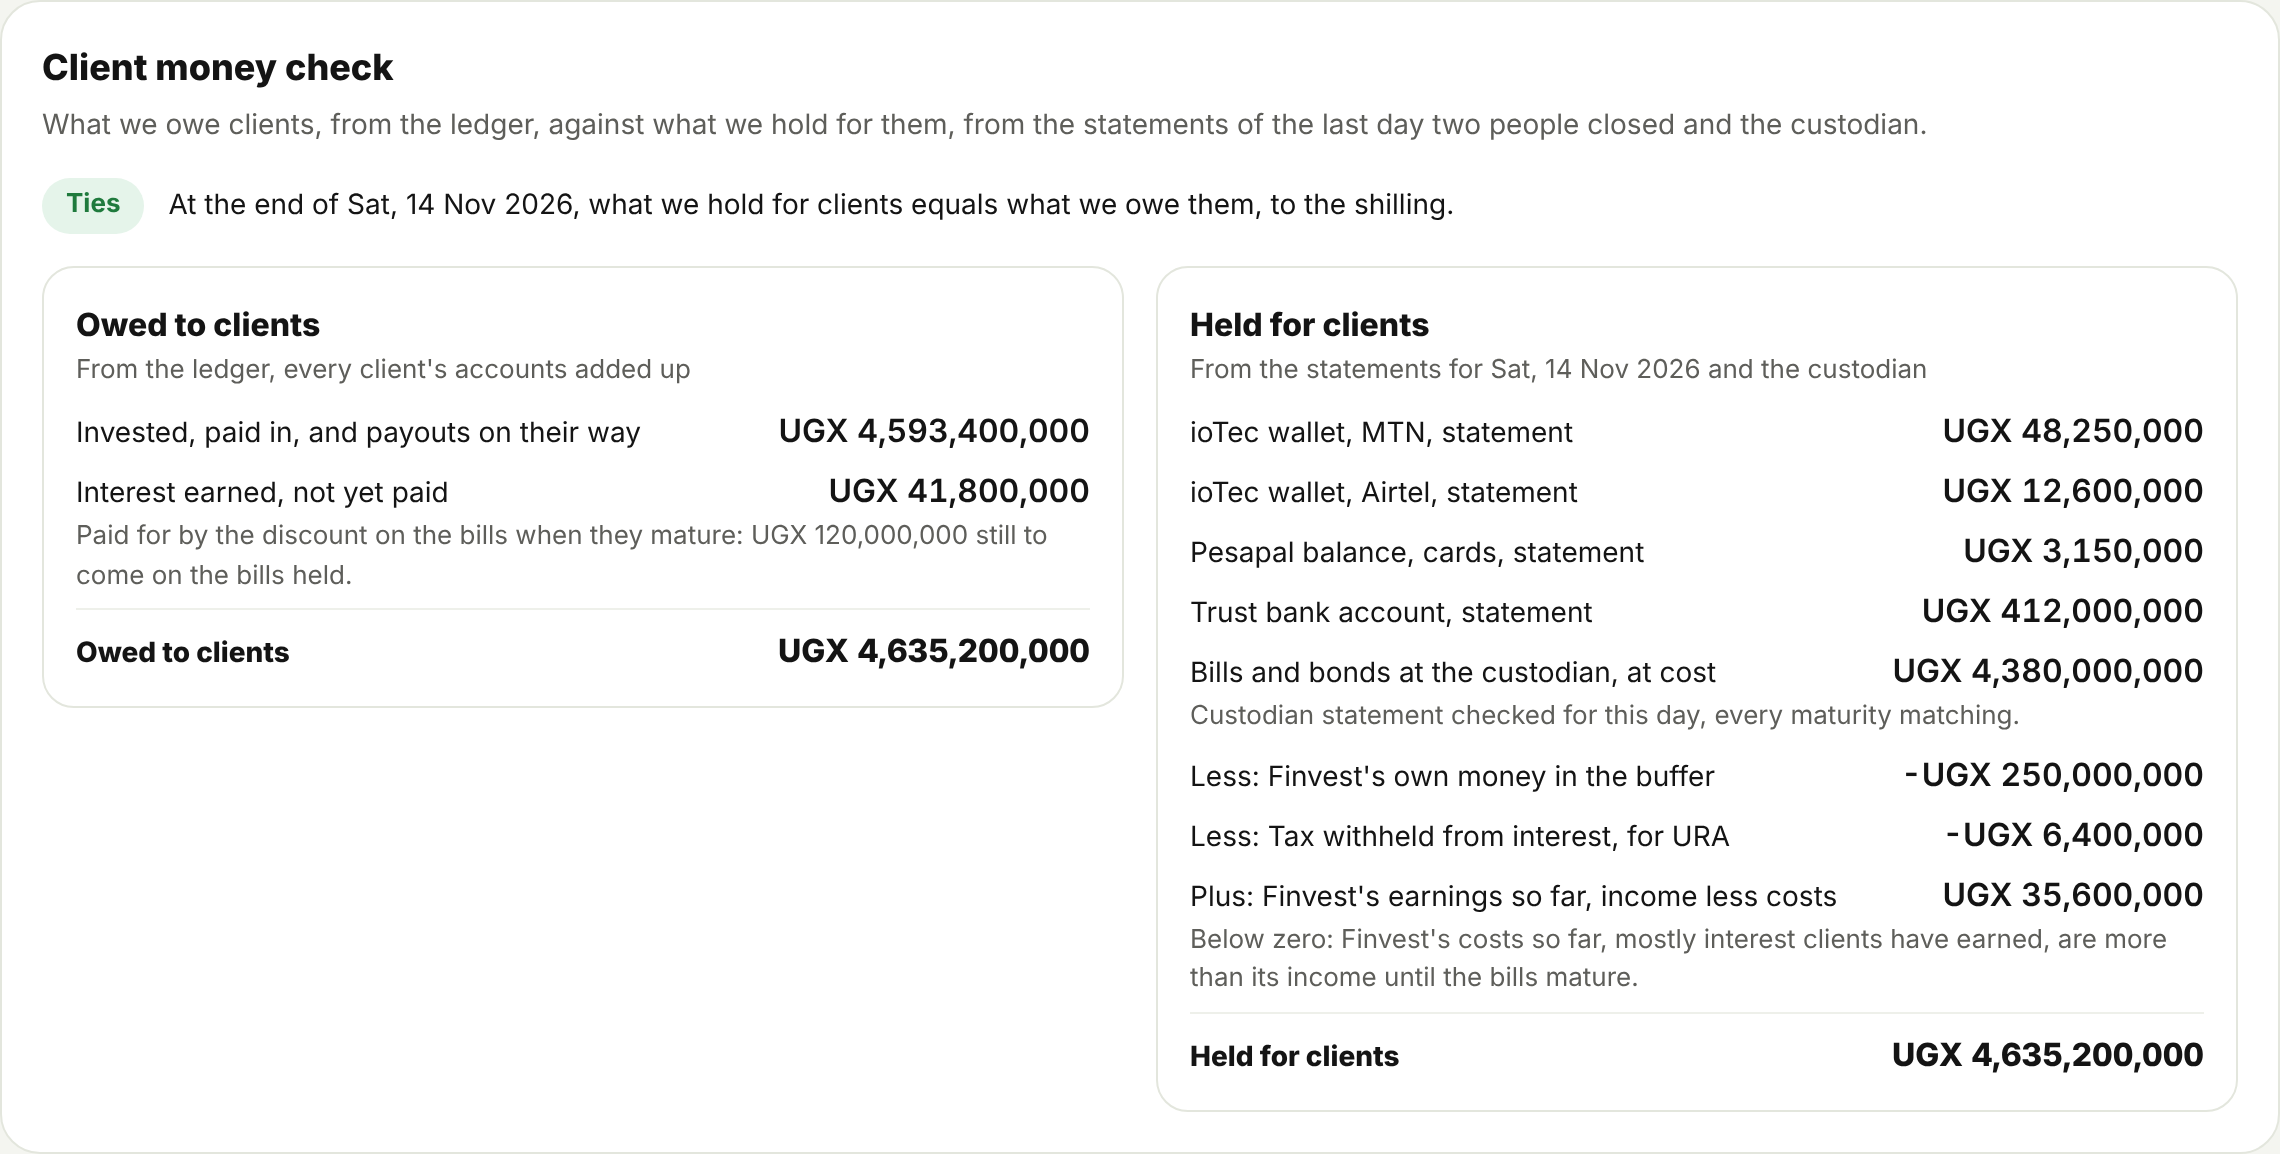 Client money check
What we owe clients, from the ledger, against what we hold for them, from the statements of the last day two people closed and the custodian.
Ties
At the end of Sat, 14 Nov 2026, what we hold for clients equals what we owe them, to the shilling.
Owed to clients
From the ledger, every client's accounts added up
Invested, paid in, and payouts on their way UGX 4,593,400,000
Interest earned, not yet paid UGX 41,800,000
Paid for by the discount on the bills when they mature: UGX 120,000,000 still to
come on the bills held.
Owed to clients UGX 4,635,200,000
Held for clients
From the statements for Sat, 14 Nov 2026 and the custodian
ioTec wallet, MTN, statement UGX 48,250,000
ioTec wallet, Airtel, statement UGX 12,600,000
Pesapal balance, cards, statement UGX 3,150,000
Trust bank account, statement UGX 412,000,000
Bills and bonds at the custodian, at cost UGX 4,380,000,000
Custodian statement checked for this day, every maturity matching.
Less: Finvest's own money in the buffer -UGX 250,000,000
Less: Tax withheld from interest, for URA -UGX 6,400,000
Plus: Finvest's earnings so far, income less costs UGX 35,600,000
Below zero: Finvest's costs so far, mostly interest clients have earned, are more
than its income until the bills mature.
Held for clients UGX 4,635,200,000